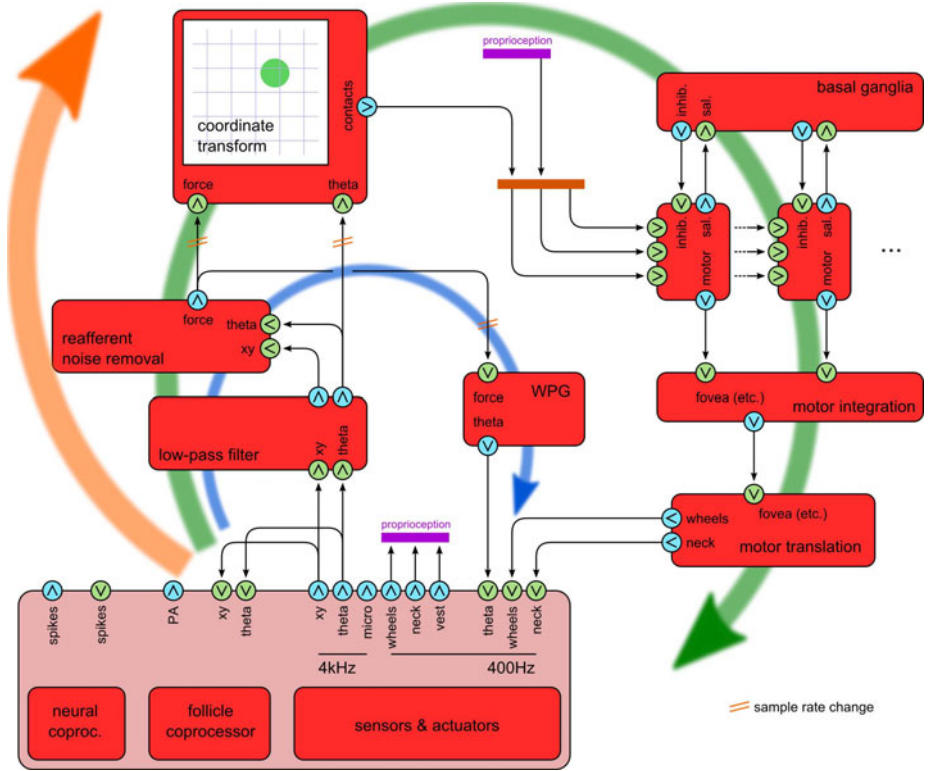 proprioception
basal ganglia
inhib.
sal.
coordinate
transform
contacts
force
theta
inhib.
sal.
motor
inhib.
sal.
motor
...
force
reafferent
noise removal
theta
xy
force
WPG
theta
fovea (etc.)
motor integration
low-pass filter
xy
theta
fovea (etc.)
wheels
neck
motor translation
proprioception
spikes
spikes
PA
xy
theta
xy
theta
micro
wheels
neck
vest
theta
wheels
neck
4kHz
400Hz
neural
coproc.
follicle
coprocessor
sensors & actuators
sample rate change